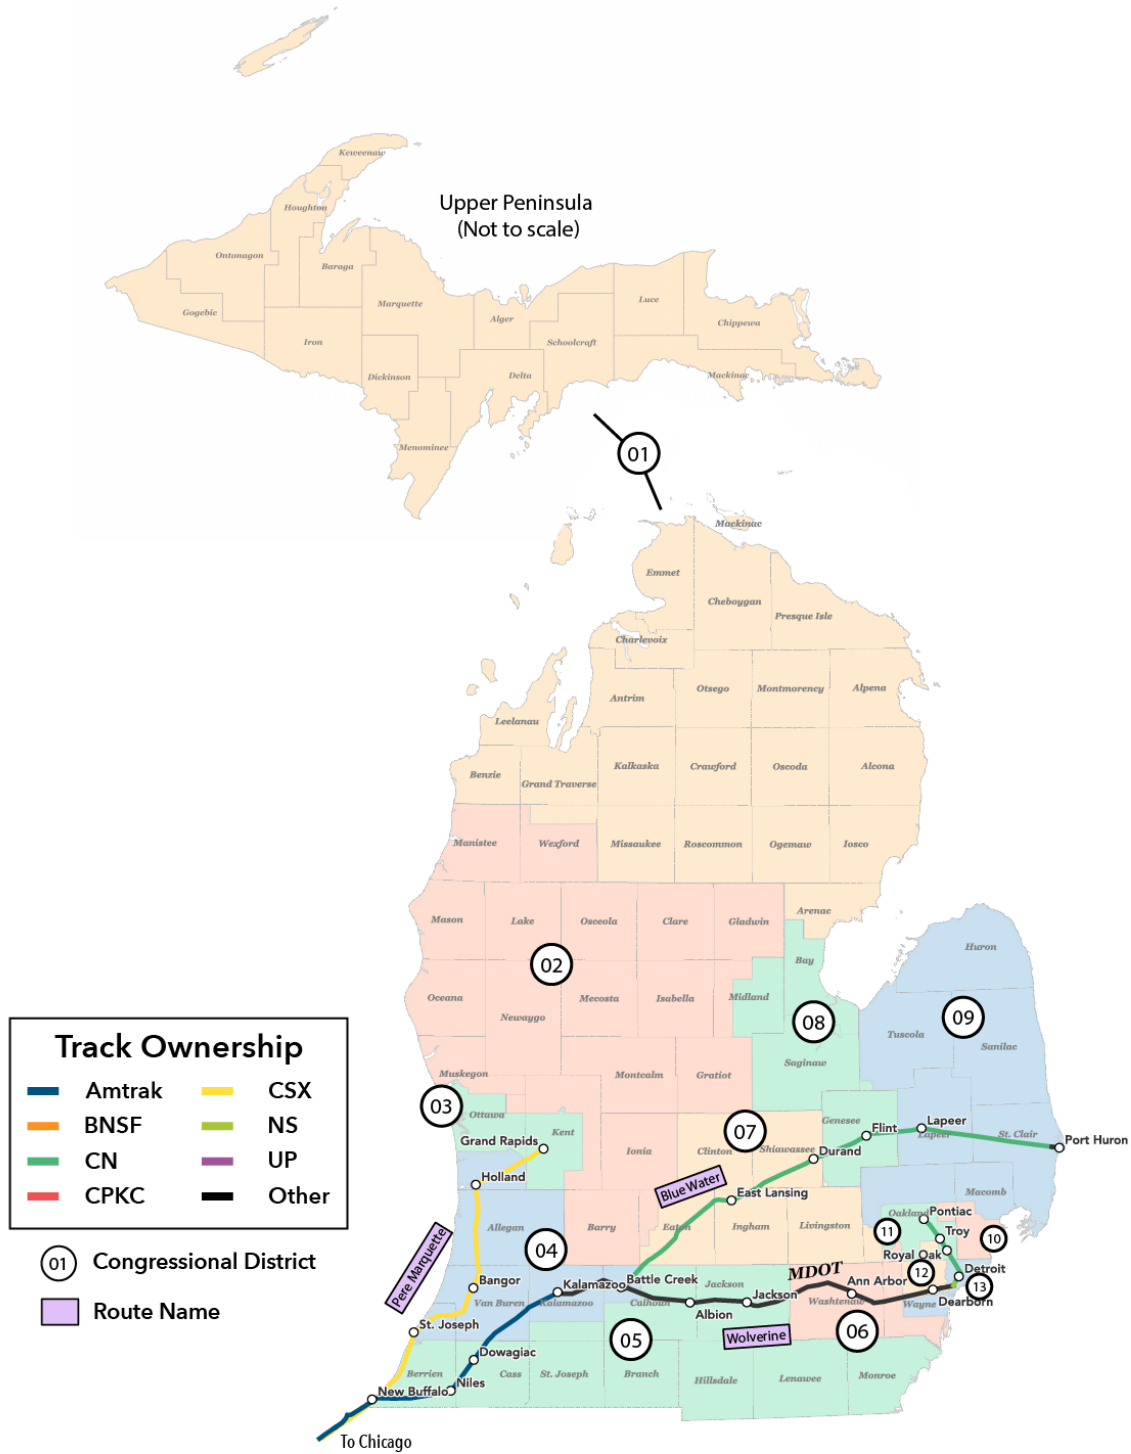 Keweenaw
Houghton
Upper Peninsula
(Not to scale)
Ontonagon
Baraga
Gogebic
Marquette
Luce
Alger
Chippewa
Iron
Schoolcraft
Dickinson
Delta
Mackinac
Menominee
01
Mackinac
Emmet
Cheboygan
Presque Isle
Charlevoix
Antrim
Otsego
Montmorency
Alpena
Leelanau
Benzie
Grand Traverse
Kalkaska
Crawford
Oscoda
Alcona
Manistee
Wexford
Missaukee
Roscommon
Ogemaw
Iosco
Mason
Lake
Osceola
Clare
Gladwin
Arenac
02
Bay
Huron
Oceana
Newaygo
Mecosta
Isabella
Midland
08
09
Tuscola
Sanilac
Saginaw
Muskegon
Montcalm
Gratiot
03
Ottawa
Kent
Grand Rapids
Ionia
Clinton
07
Shiawassee
Genesee
Durand
Flint
Lapeer
Lapeer
St. Clair
Port Huron
Holland
Blue Water
East Lansing
Macomb
Allegan
Barry
Eaton
Ingham
Livingston
Oakland
Pontiac
Troy
11
10
Royal Oak
04
Pere Marquette
12
Detroit
13
Bangor
Van Buren
Kalamazoo
Kalamazoo
Battle Creek
Calhoun
Jackson
Jackson
MDOT
Ann Arbor
Washtenaw
Wayne
Dearborn
Albion
St. Joseph
05
Wolverine
06
Dowagiac
Berrien
Cass
St. Joseph
Branch
Hillsdale
Lenawee
Monroe
New Buffalo
Niles
To Chicago
Track Ownership
Amtrak
CSX
BNSF
NS
CN
UP
CPKC
Other
01
Congressional District
Route Name